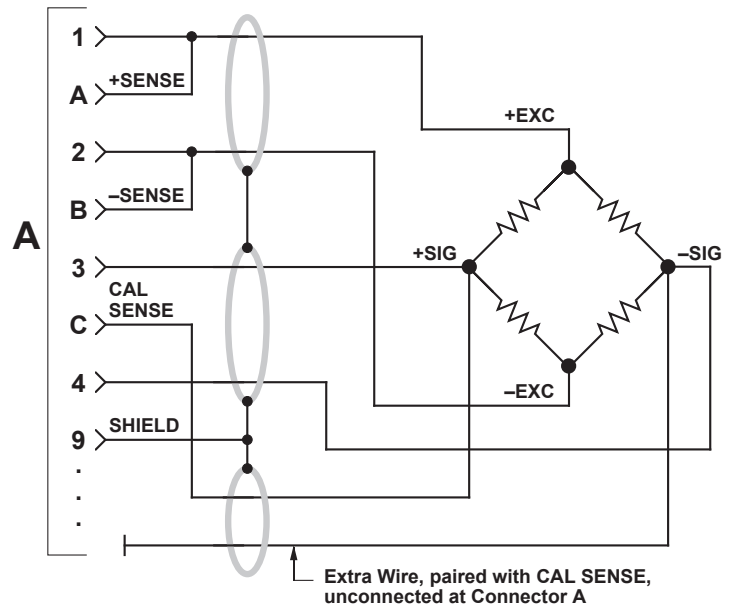 1
A +SENSE
+EXC
2
B –SENSE
A
3
+SIG
–SIG
CAL
SENSE
C
4
–EXC
9 SHIELD
.
.
.
Extra Wire, paired with CAL SENSE,
unconnected at Connector A